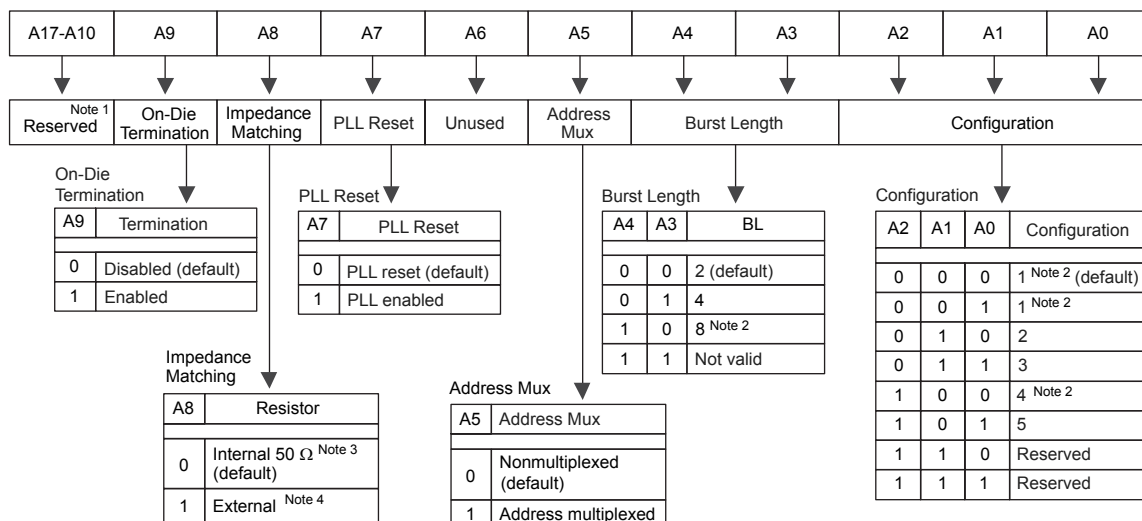 A17-A10 A9 A8 A7 A6 A5 A4 A3 A2 A1 A0
Reserved Note 1 On-Die Termination Impedance Matching PLL Reset Unused Address Mux Burst Length Configuration
On-Die Termination
A9 Termination
0 Disabled (default)
1 Enabled
PLL Reset
A7 PLL Reset
0 PLL reset (default)
1 PLL enabled
Burst Length
A4 A3 BL
0 0 2 (default)
0 1 4
1 0 8 Note 2
1 1 Not valid
Configuration
A2 A1 A0 Configuration
0 0 0 1 Note 2 (default)
0 0 1 1 Note 2
0 1 0 2
0 1 1 3
1 0 0 4 Note 2
1 0 1 5
1 1 0 Reserved
1 1 1 Reserved
Impedance Matching
A8 Resistor
0 Internal 50 Ω Note 3 (default)
1 External Note 4
Address Mux
A5 Address Mux
0 Nonmultiplexed (default)
1 Address multiplexed